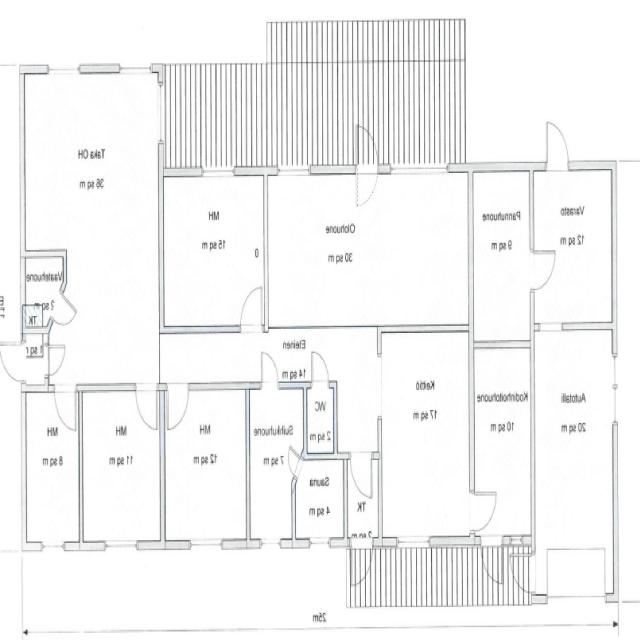 Taka OH
36 sq m
MH
15 sq m
0
Olohuone
30 sq m
Pannuhuone
9 sq m
Varasto
12 sq m
Vaatehuone
2 sq m
TK
1 sq m
Eteinen
14 sq m
Keittiö
17 sq m
Kodinhoitohuone
10 sq m
Autotalli
20 sq m
MH
8 sq m
MH
11 sq m
MH
12 sq m
Suihkuhuone
7 sq m
WC
2 sq m
Sauna
4 sq m
TK
2 sq m
25m